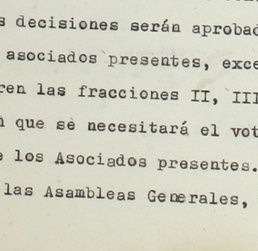 s decisiones serán aprobad
asociados presentes, exce
ren las fracciones II, III
n que se necesitará el vot
e los Asociados presentes.
las Asambleas Generales,